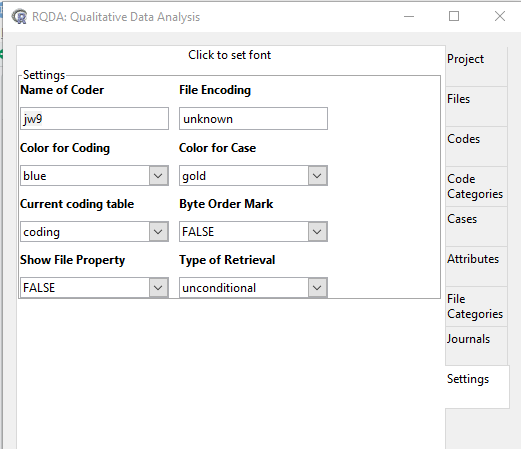 RQDA: Qualitative Data Analysis
Click to set font
Settings
Name of Coder File Encoding
jw9 unknown
Color for Coding Color for Case
blue gold
Current coding table Byte Order Mark
coding FALSE
Show File Property Type of Retrieval
FALSE unconditional
Project
Files
Codes
Code
Categories
Cases
Attributes
File
Categories
Journals
Settings